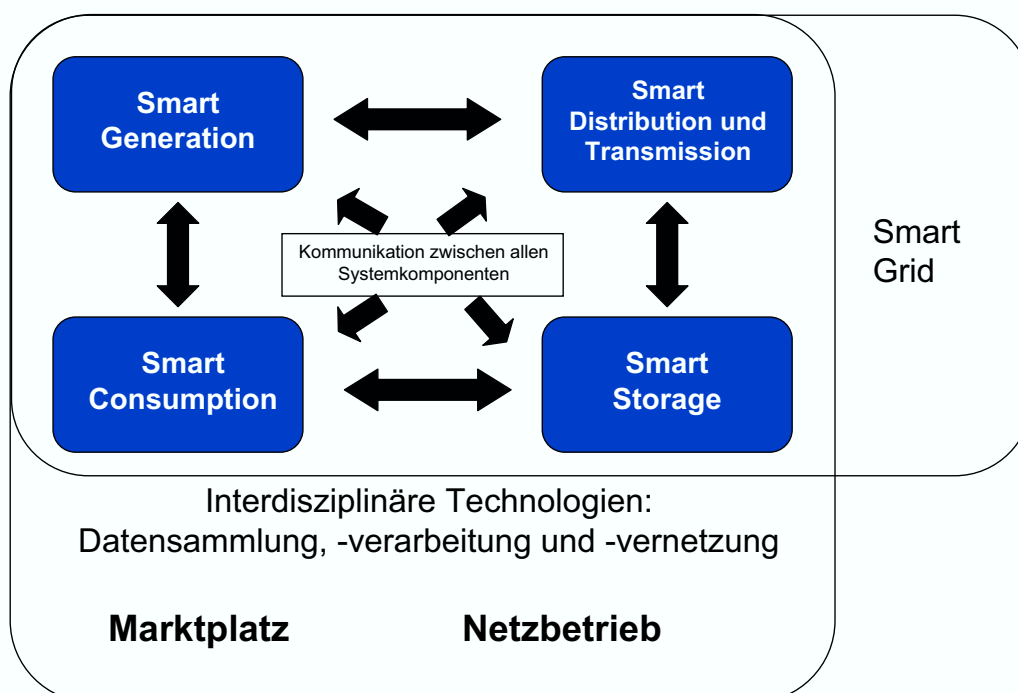 Smart
Generation
Smart
Distribution und
Transmission
Kommunikation zwischen allen
Systemkomponenten
Smart
Grid
Smart
Consumption
Smart
Storage
Interdisziplinäre Technologien:
Datensammlung, -verarbeitung und -vernetzung
Marktplatz
Netzbetrieb